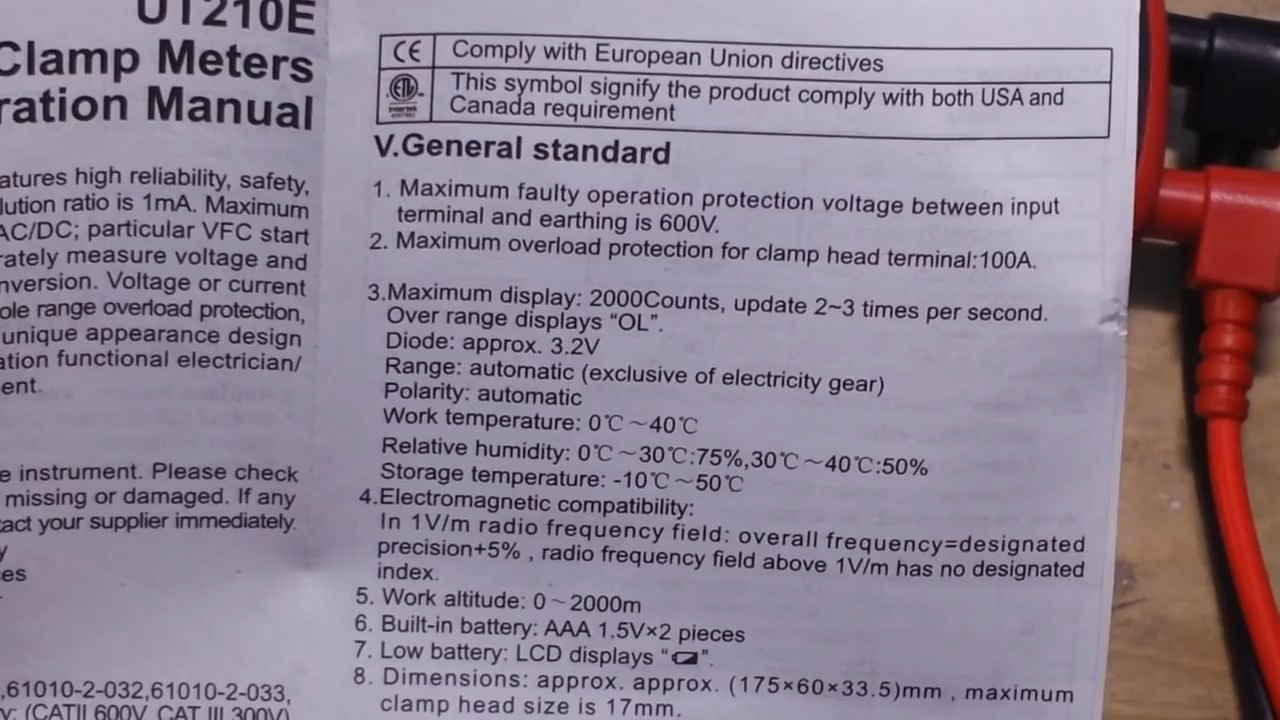 UT210E
Clamp Meters
ration Manual
atures high reliability, safety,
lution ratio is 1mA. Maximum
AC/DC; particular VFC start
rately measure voltage and
nversion. Voltage or current
ole range overload protection,
unique appearance design
ation functional electrician/
ent.
e instrument. Please check
missing or damaged. If any
tact your supplier immediately.
y
es
,61010-2-032,61010-2-033,
y: (CATII 600V, CAT III 300V)
CE Comply with European Union directives
ETL This symbol signify the product comply with both USA and
Intertek Canada requirement
V.General standard
1. Maximum faulty operation protection voltage between input
terminal and earthing is 600V.
2. Maximum overload protection for clamp head terminal:100A.
3.Maximum display: 2000Counts, update 2~3 times per second.
Over range displays “OL”.
Diode: approx. 3.2V
Range: automatic (exclusive of electricity gear)
Polarity: automatic
Work temperature: 0℃～40℃
Relative humidity: 0℃～30℃:75%,30℃～40℃:50%
Storage temperature: -10℃～50℃
4.Electromagnetic compatibility:
In 1V/m radio frequency field: overall frequency=designated
precision+5% , radio frequency field above 1V/m has no designated
index.
5. Work altitude: 0～2000m
6. Built-in battery: AAA 1.5V×2 pieces
7. Low battery: LCD displays “ ”.
8. Dimensions: approx. approx. (175×60×33.5)mm , maximum
clamp head size is 17mm.